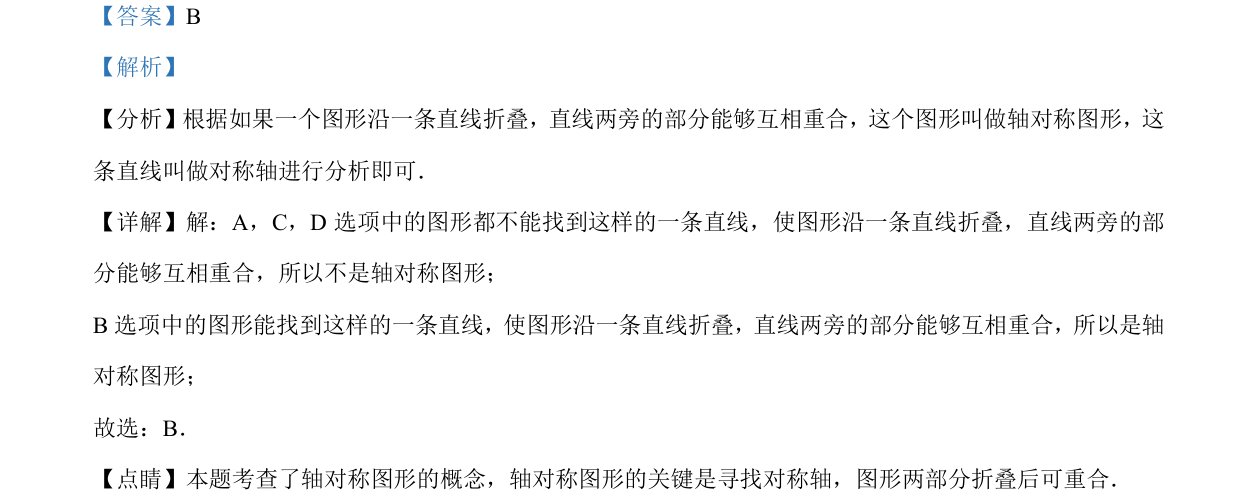 【答案】B
【解析】
【分析】根据如果一个图形沿一条直线折叠，直线两旁的部分能够互相重合，这个图形叫做轴对称图形，这
条直线叫做对称轴进行分析即可．
【详解】解：A，C，D 选项中的图形都不能找到这样的一条直线，使图形沿一条直线折叠，直线两旁的部
分能够互相重合，所以不是轴对称图形；
B 选项中的图形能找到这样的一条直线，使图形沿一条直线折叠，直线两旁的部分能够互相重合，所以是轴
对称图形；
故选：B．
【点睛】本题考查了轴对称图形的概念，轴对称图形的关键是寻找对称轴，图形两部分折叠后可重合．